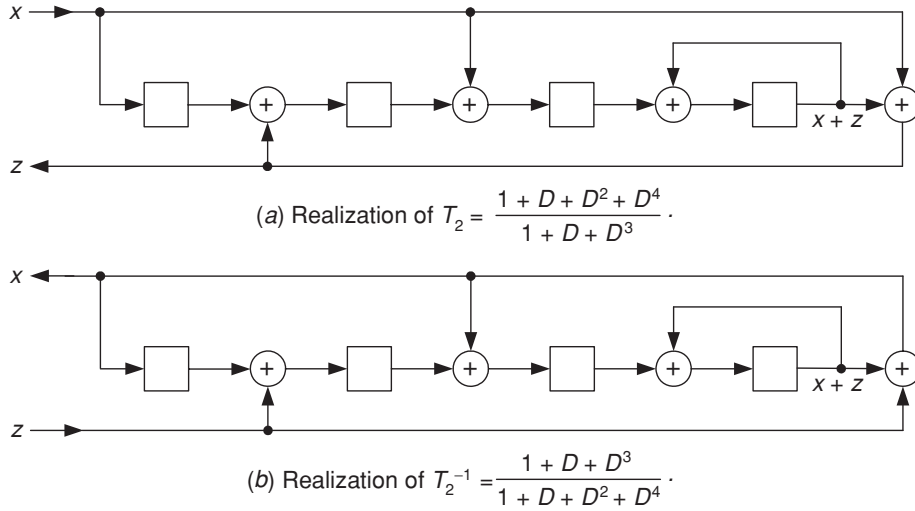 x
+ + + +
x + z
z
(a) Realization of T₂ = (1 + D + D² + D⁴) / (1 + D + D³) .
x
+ + + +
x + z
z
(b) Realization of T₂⁻¹ = (1 + D + D³) / (1 + D + D² + D⁴) .